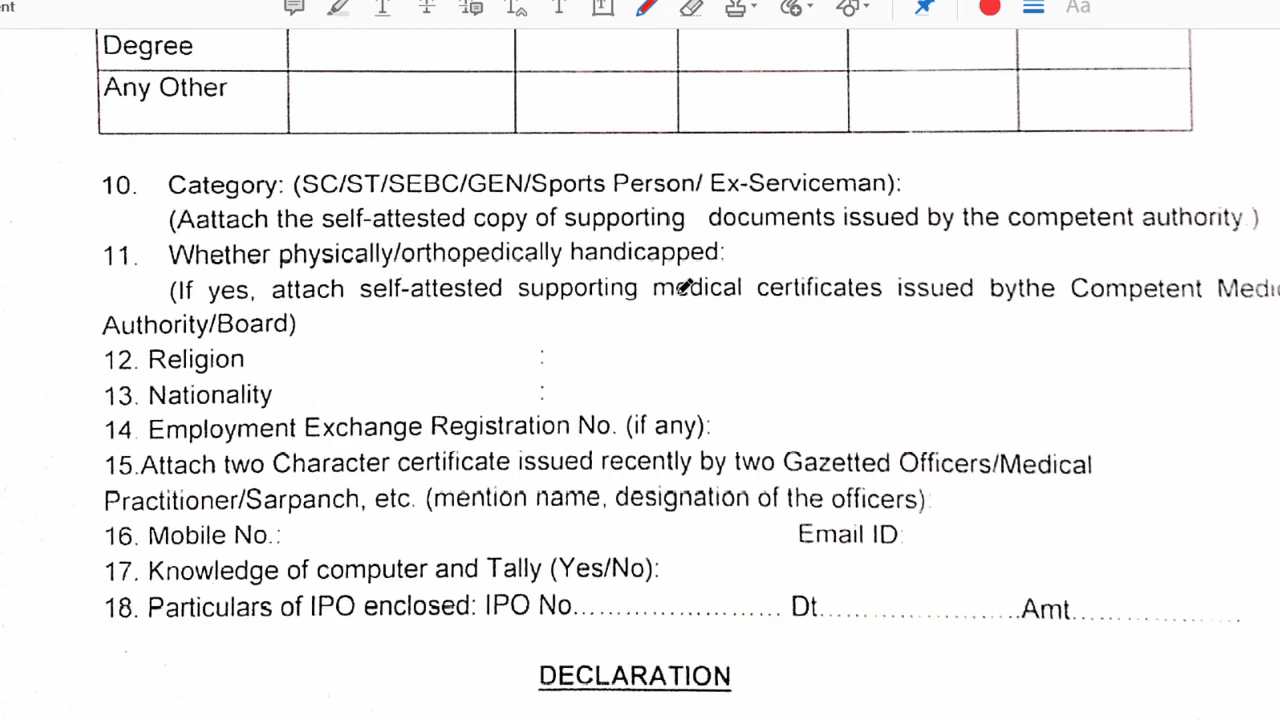 nt
Aa
Degree
Any Other
10. Category: (SC/ST/SEBC/GEN/Sports Person/ Ex-Serviceman):
(Aattach the self-attested copy of supporting documents issued by the competent authority )
11. Whether physically/orthopedically handicapped:
(If yes, attach self-attested supporting medical certificates issued bythe Competent
Authority/Board)
12. Religion :
13. Nationality :
14. Employment Exchange Registration No. (if any):
15.Attach two Character certificate issued recently by two Gazetted Officers/Medical
Practitioner/Sarpanch, etc. (mention name, designation of the officers):
16. Mobile No.: Email ID:
17. Knowledge of computer and Tally (Yes/No):
18. Particulars of IPO enclosed: IPO No....................... Dt......................Amt...................
DECLARATION